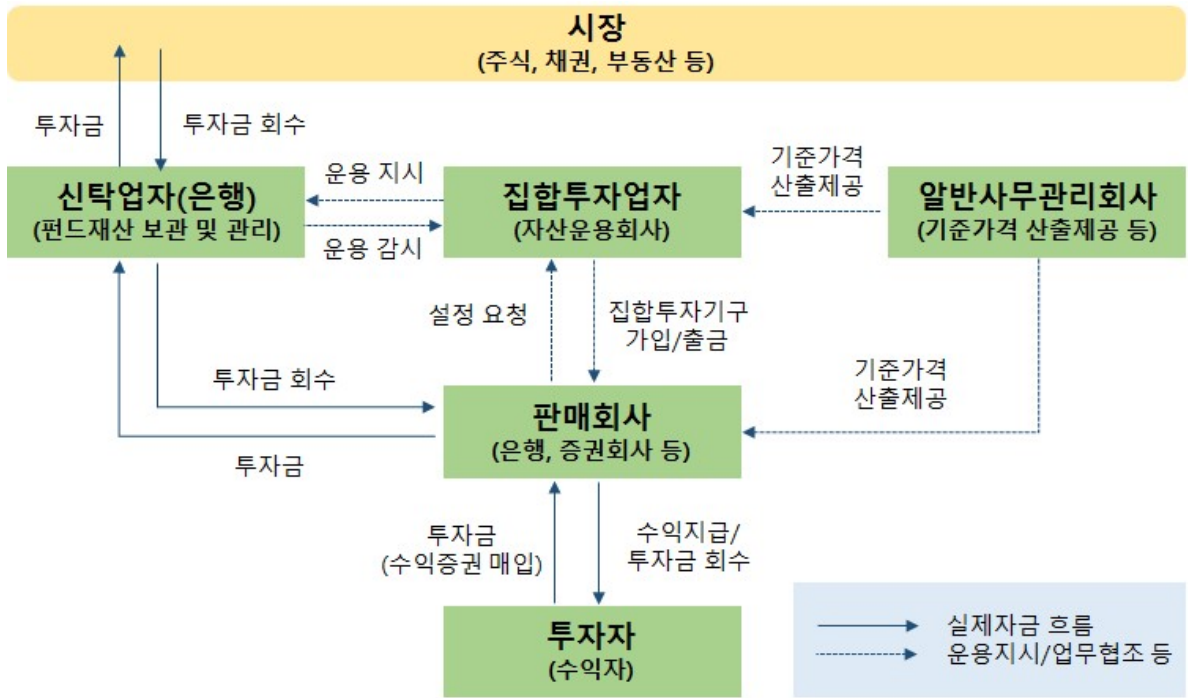 시장
(주식, 채권, 부동산 등)
투자금
투자금 회수
신탁업자(은행)
(펀드재산 보관 및 관리)
운용 지시
운용 감시
집합투자업자
(자산운용회사)
기준가격
산출제공
알반사무관리회사
(기준가격 산출제공 등)
설정 요청
집합투자기구
가입/출금
투자금 회수
투자금
판매회사
(은행, 증권회사 등)
기준가격
산출제공
투자금
(수익증권 매입)
수익지급/
투자금 회수
투자자
(수익자)
실제자금 흐름
운용지시/업무협조 등